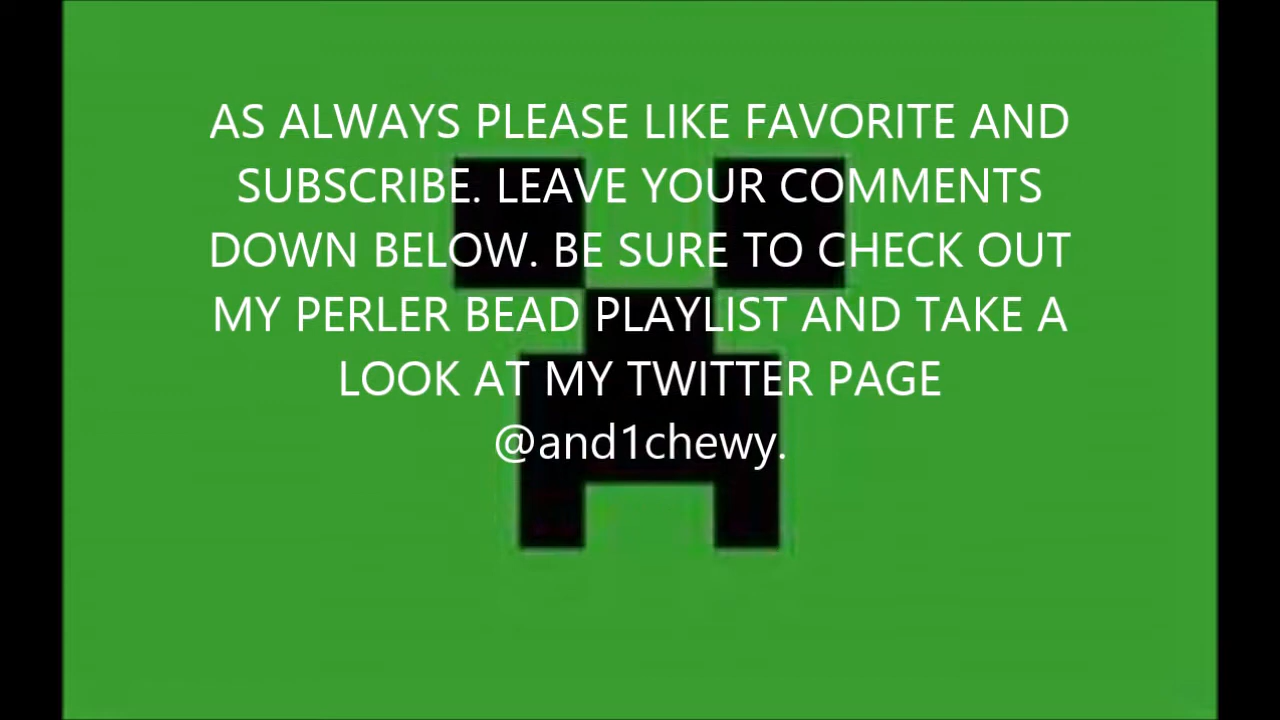 AS ALWAYS PLEASE LIKE FAVORITE AND
SUBSCRIBE. LEAVE YOUR COMMENTS
DOWN BELOW. BE SURE TO CHECK OUT
MY PERLER BEAD PLAYLIST AND TAKE A
LOOK AT MY TWITTER PAGE
@and1chewy.